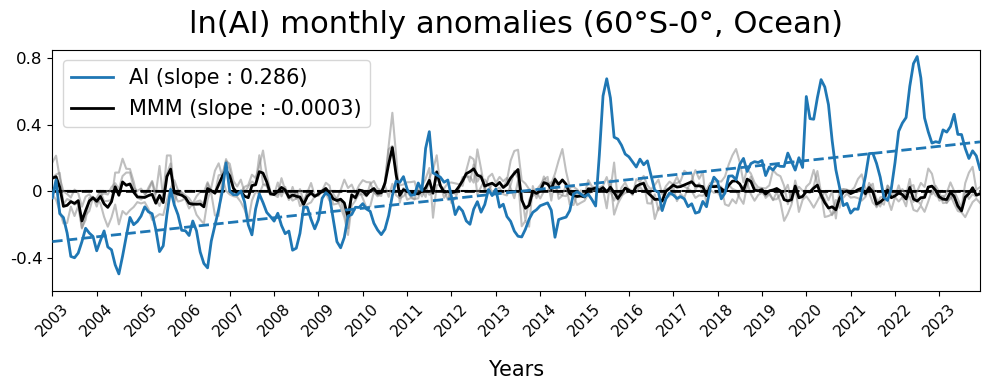 ln(AI) monthly anomalies (60°S-0°, Ocean)
0.8
0.4
0
-0.4
AI (slope : 0.286)
MMM (slope : -0.0003)
2003 2004 2005 2006 2007 2008 2009 2010 2011 2012 2013 2014 2015 2016 2017 2018 2019 2020 2021 2022 2023
Years